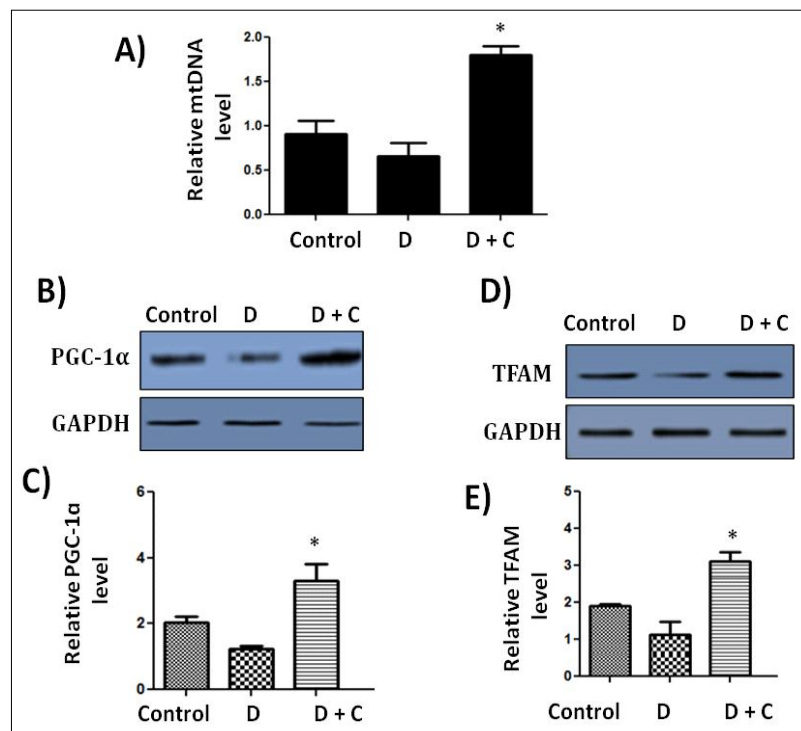 A)
Relative mtDNA
level
2.0
1.5
1.0
0.5
0.0
*
Control D D + C
B)
Control D D + C
PGC-1α
GAPDH
D)
Control D D + C
TFAM
GAPDH
C)
Relative PGC-1α
level
6
4
2
0
*
Control D D + C
E)
Relative TFAM
level
5
4
3
2
1
0
*
Control D D + C